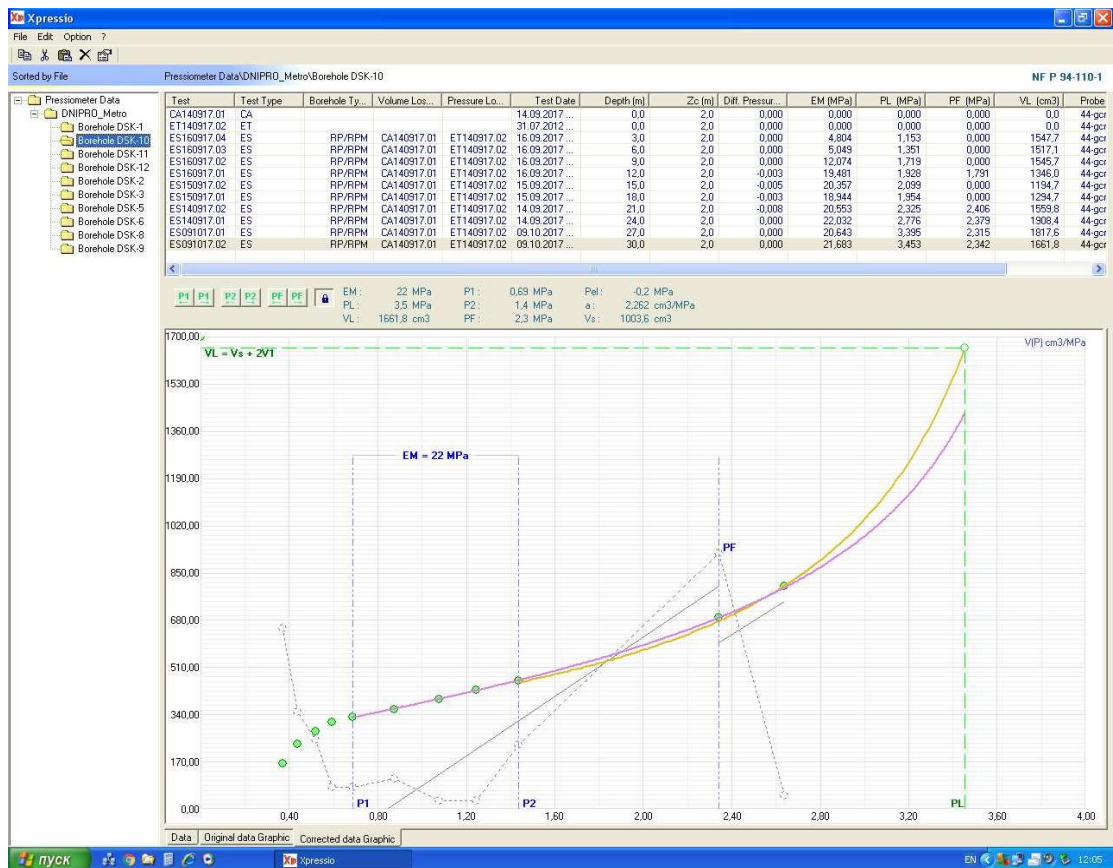 Xp Xpressio
File Edit Option ?
Sorted by File Pressiometer Data\DNIPRO_Metro\Borehole DSK-10 NF P 94-110-1
Pressiometer Data
DNIPRO_Metro
Borehole DSK-1
Borehole DSK-10
Borehole DSK-11
Borehole DSK-12
Borehole DSK-2
Borehole DSK-3
Borehole DSK-5
Borehole DSK-6
Borehole DSK-8
Borehole DSK-9
Test Test Type Borehole Ty... Volume Los... Pressure Lo... Test Date Depth (m) Zc (m) Diff. Pressur... EM (MPa) PL (MPa) PF (MPa) VL (cm3) Probe
CA140917.01 CA 14.09.2017 ... 0,0 2,0 0,000 0,000 0,000 0,000 0,0 44-gcr
ET140917.02 ET 31.07.2012 ... 0,0 2,0 0,000 0,000 0,000 0,000 0,0 44-gcr
ES160917.04 ES RP/RPM CA140917.01 ET140917.02 16.09.2017 ... 3,0 2,0 0,000 4,804 1,153 0,000 1547,7 44-gcr
ES160917.03 ES RP/RPM CA140917.01 ET140917.02 16.09.2017 ... 6,0 2,0 0,000 5,049 1,351 0,000 1517,1 44-gcr
ES160917.02 ES RP/RPM CA140917.01 ET140917.02 16.09.2017 ... 9,0 2,0 0,000 12,074 1,719 0,000 1545,7 44-gcr
ES160917.01 ES RP/RPM CA140917.01 ET140917.02 16.09.2017 ... 12,0 2,0 -0,003 19,481 1,928 1,791 1346,0 44-gcr
ES150917.02 ES RP/RPM CA140917.01 ET140917.02 15.09.2017 ... 15,0 2,0 -0,005 20,357 2,099 0,000 1194,7 44-gcr
ES150917.01 ES RP/RPM CA140917.01 ET140917.02 15.09.2017 ... 18,0 2,0 -0,003 18,944 1,954 0,000 1294,7 44-gcr
ES140917.02 ES RP/RPM CA140917.01 ET140917.02 14.09.2017 ... 21,0 2,0 -0,008 20,553 2,325 2,406 1559,8 44-gcr
ES140917.01 ES RP/RPM CA140917.01 ET140917.02 14.09.2017 ... 24,0 2,0 0,000 22,032 2,776 2,379 1908,4 44-gcr
ES091017.01 ES RP/RPM CA140917.01 ET140917.02 09.10.2017 ... 27,0 2,0 0,000 20,643 3,395 2,315 1817,6 44-gcr
ES091017.02 ES RP/RPM CA140917.01 ET140917.02 09.10.2017 ... 30,0 2,0 0,000 21,683 3,453 2,342 1661,8 44-gcr
P1 P1 P2 P2 PF PF
EM : 22 MPa P1 : 0,69 MPa Pel : -0,2 MPa
PL : 3,5 MPa P2 : 1,4 MPa a : 2,262 cm3/MPa
VL : 1661,8 cm3 PF : 2,3 MPa Vs : 1003,6 cm3
1700,00
VL = Vs + 2V1
V(P) cm3/MPa
1530,00
1360,00
EM = 22 MPa
1190,00
1020,00
PF
850,00
680,00
510,00
340,00
170,00
P1 P2 PL
0,00
0,40 0,80 1,20 1,60 2,00 2,40 2,80 3,20 3,60 4,00
Data Original data Graphic Corrected data Graphic
пуск Xp Xpressio EN 12:05